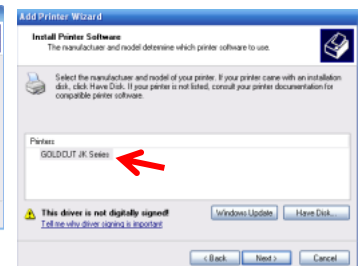 Add Printer Wizard
Install Printer Software
The manufacturer and model determine which printer software to use.
Select the manufacturer and model of your printer. If your printer came with an installation
disk, click Have Disk. If your printer is not listed, consult your printer documentation for
compatible printer software.
Printers
GOLDCUT JK Series
This driver is not digitally signed!
Tell me why driver signing is important
Windows Update
Have Disk...
< Back
Next >
Cancel